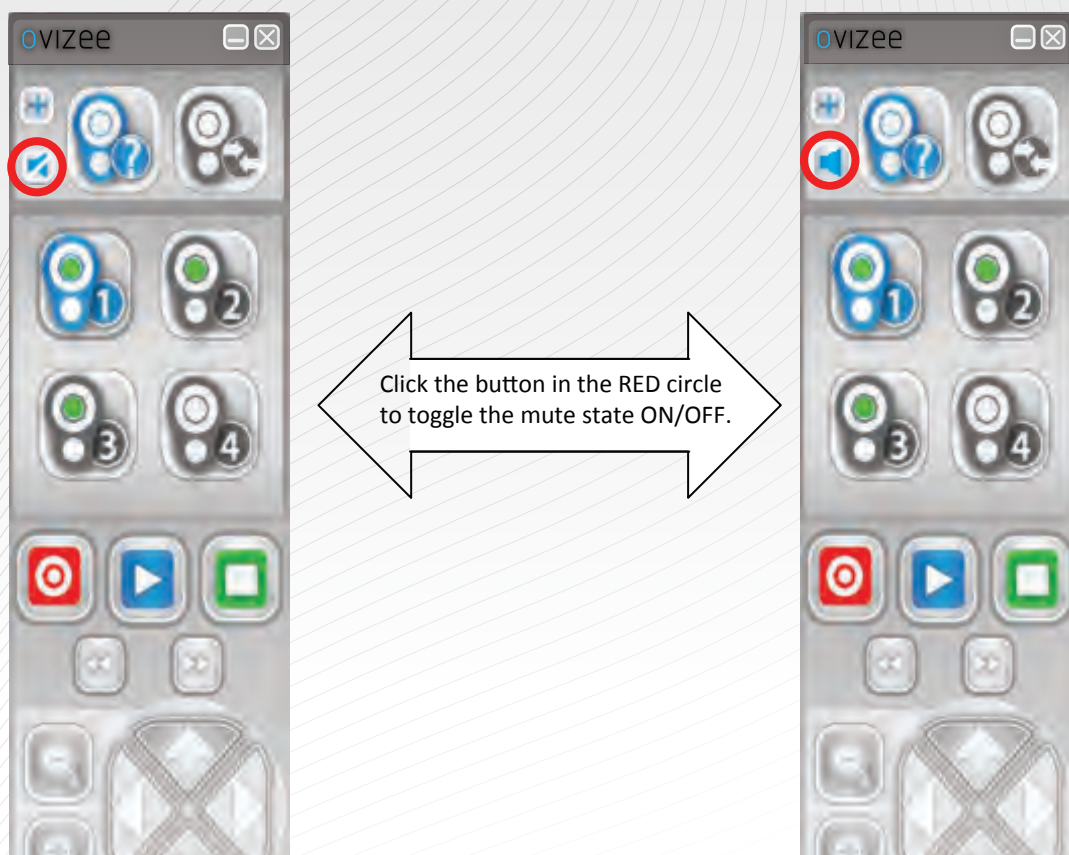 ovizee
ovizee
?
?
1
2
1
2
3
4
3
4
Click the button in the RED circle
to toggle the mute state ON/OFF.